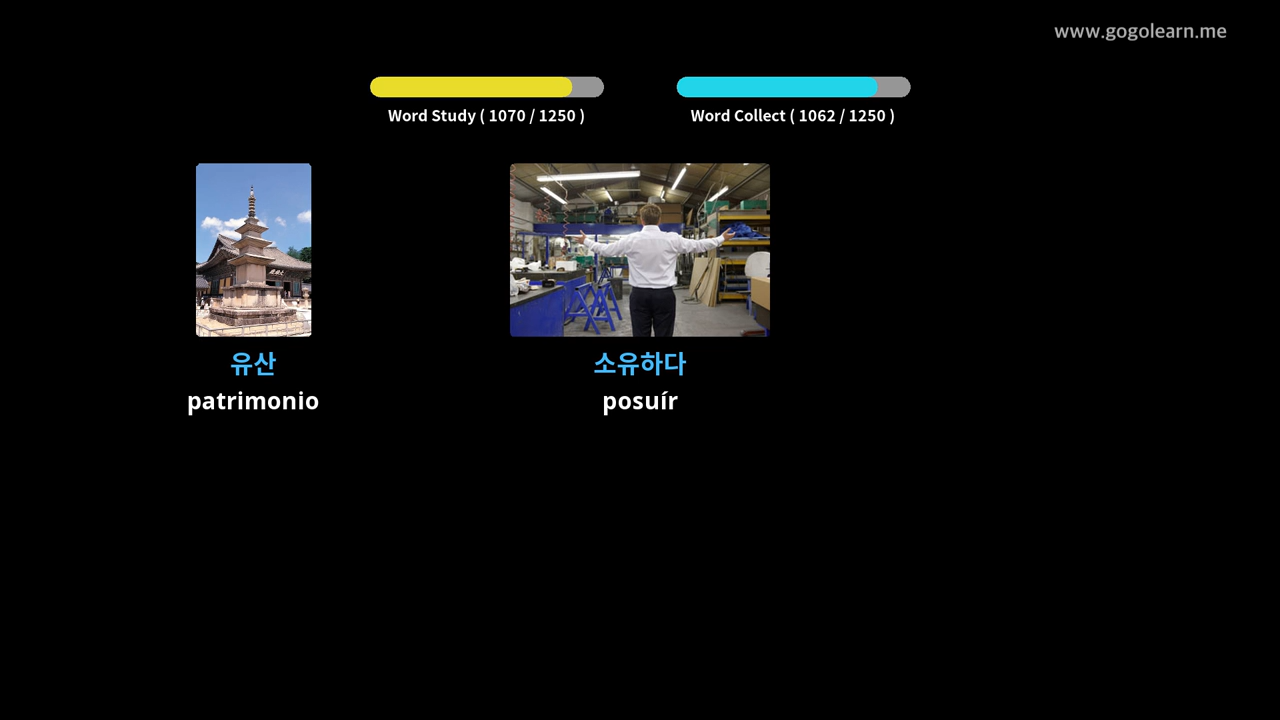 www.gogolearn.me
Word Study ( 1070 / 1250 )
Word Collect ( 1062 / 1250 )
유산
patrimonio
소유하다
posuír